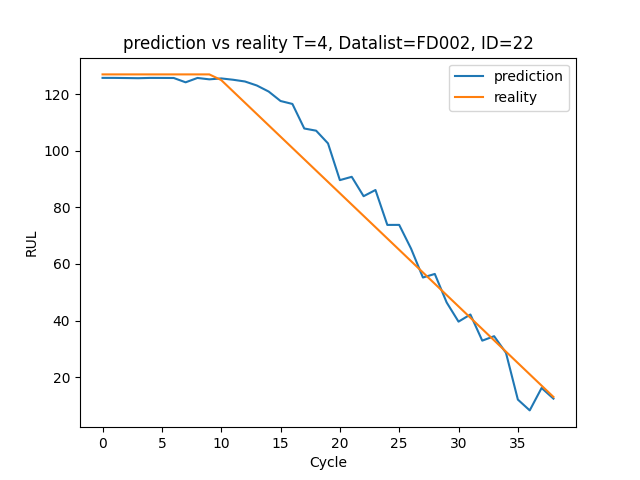 prediction vs reality T=4, Datalist=FD002, ID=22
prediction
reality
RUL
120
100
80
60
40
20
0 5 10 15 20 25 30 35
Cycle